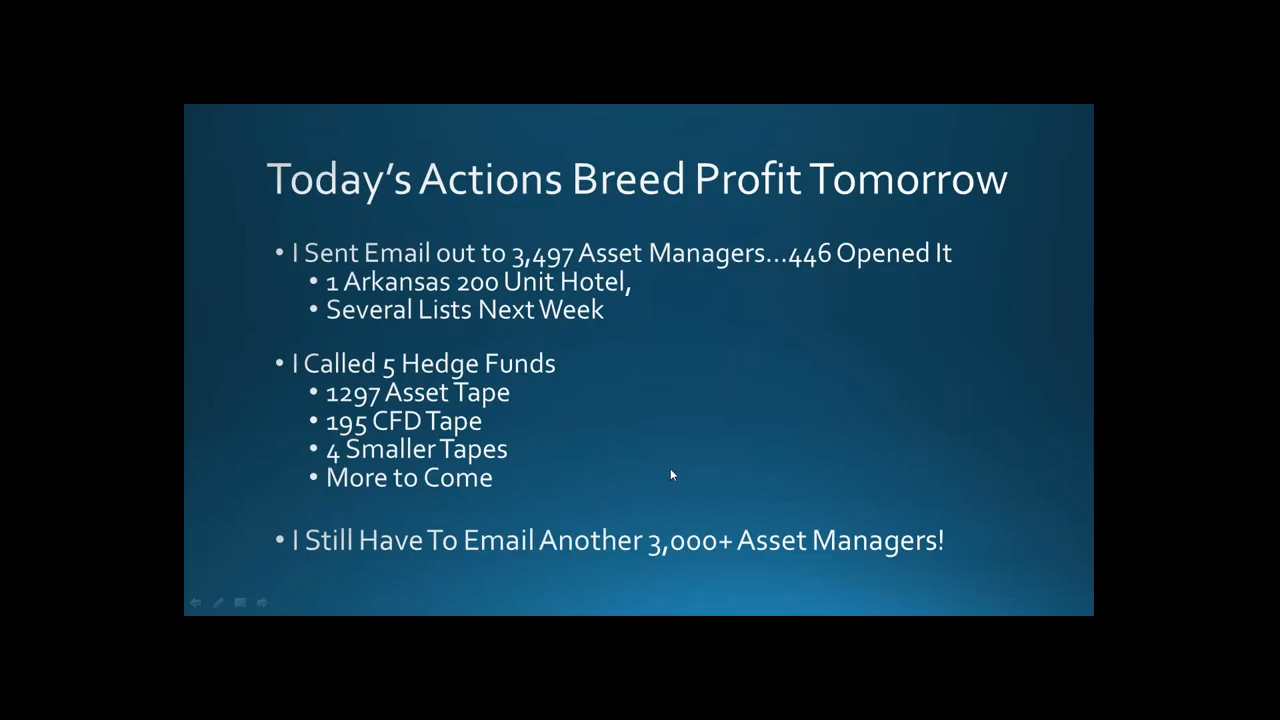 Today's Actions Breed Profit Tomorrow
• I Sent Email out to 3,497 Asset Managers...446 Opened It
• 1 Arkansas 200 Unit Hotel,
• Several Lists Next Week
• I Called 5 Hedge Funds
• 1297 Asset Tape
• 195 CFD Tape
• 4 Smaller Tapes
• More to Come
• I Still Have To Email Another 3,000+ Asset Managers!